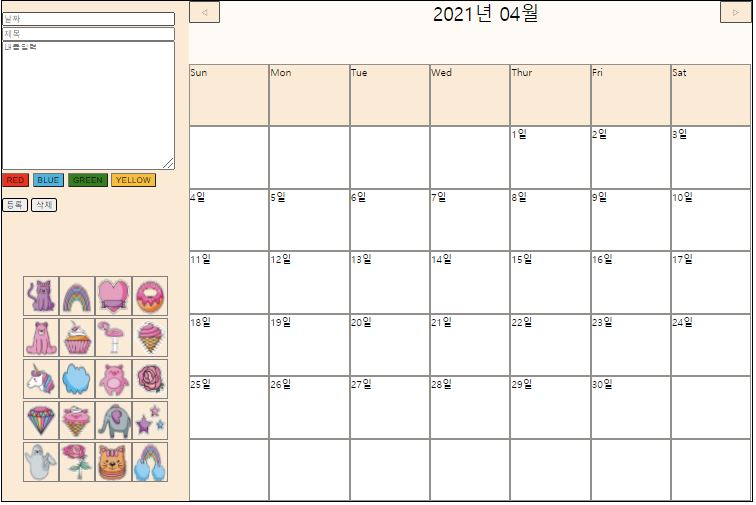 날짜
제목
내용입력
RED BLUE GREEN YELLOW
등록 삭제
◁ 2021년 04월 ▷
Sun Mon Tue Wed Thur Fri Sat
1일 2일 3일
4일 5일 6일 7일 8일 9일 10일
11일 12일 13일 14일 15일 16일 17일
18일 19일 20일 21일 22일 23일 24일
25일 26일 27일 28일 29일 30일